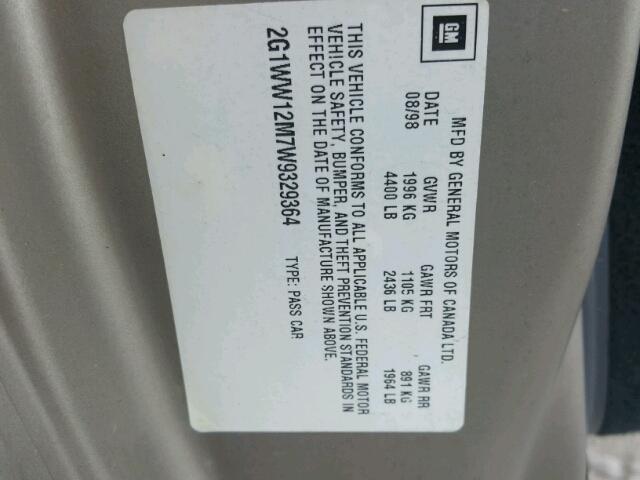 GM
MFD BY GENERAL MOTORS OF CANADA LTD.
DATE GVWR GAWR FRT GAWR RR
08/98 1996 KG 1105 KG 891 KG
4400 LB 2436 LB 1964 LB
THIS VEHICLE CONFORMS TO ALL APPLICABLE U.S. FEDERAL MOTOR
VEHICLE SAFETY, BUMPER, AND THEFT PREVENTION STANDARDS IN
EFFECT ON THE DATE OF MANUFACTURE SHOWN ABOVE.
2G1WW12M7W9329364 TYPE: PASS CAR